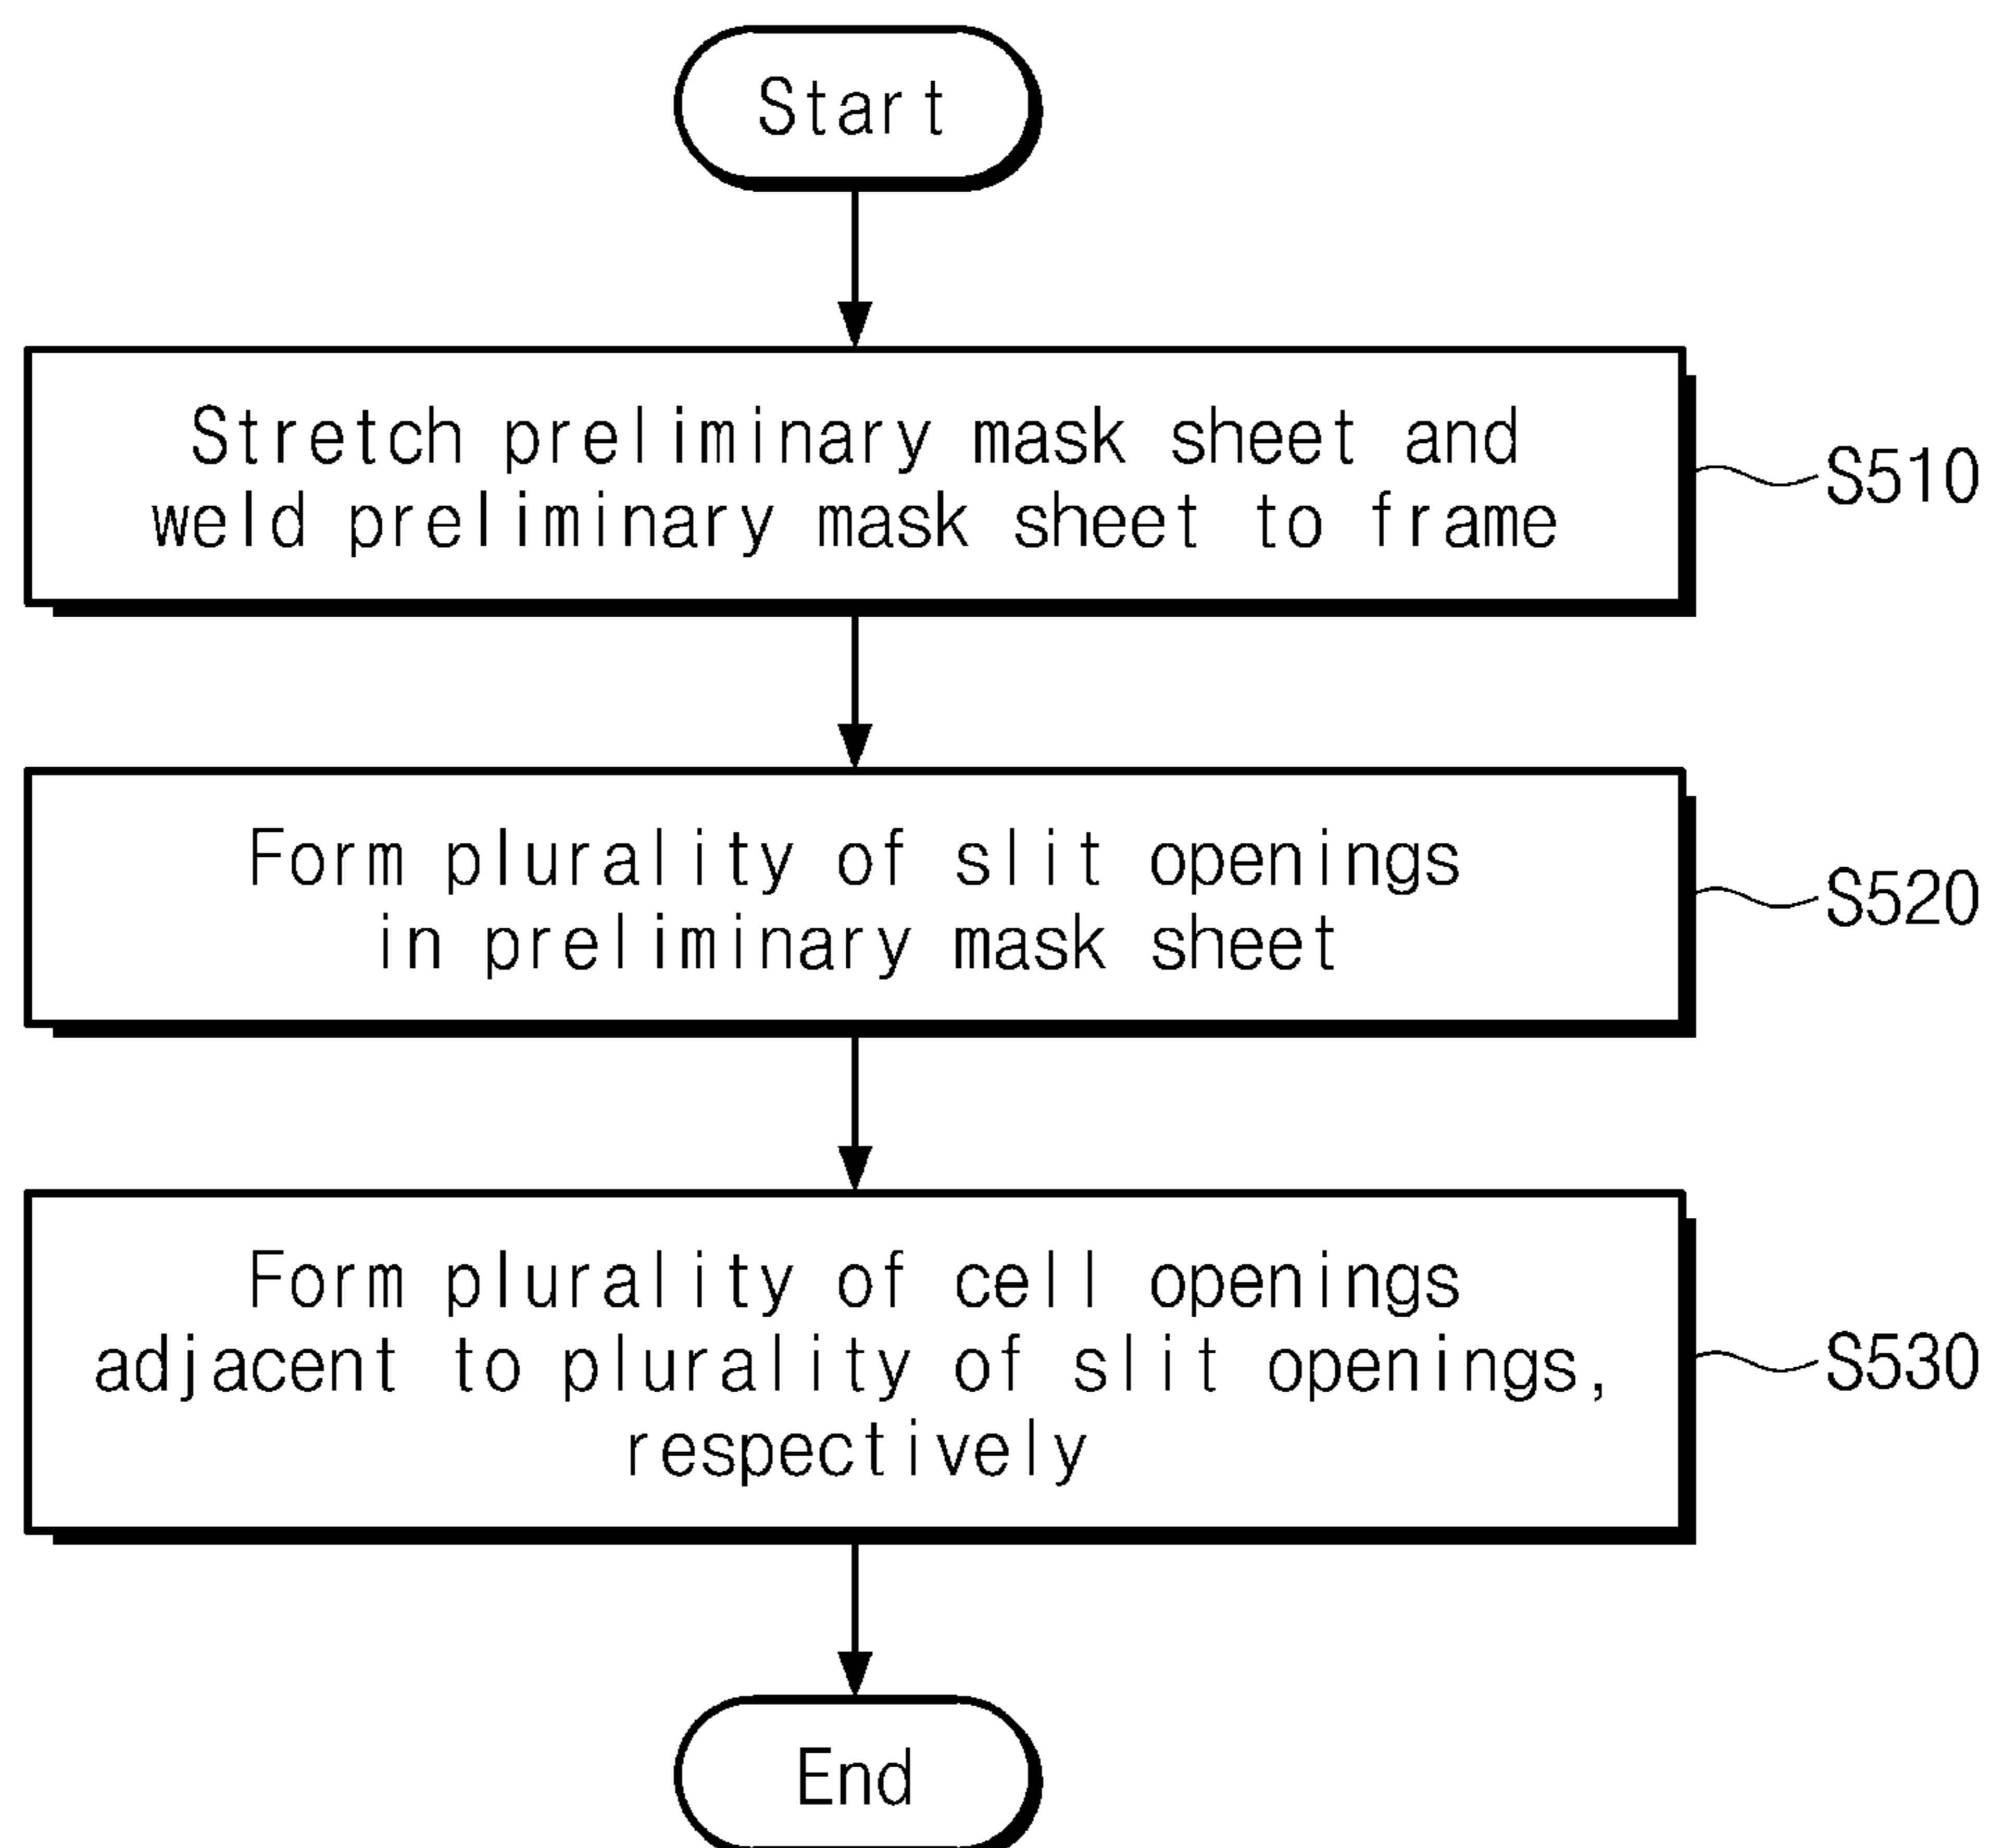 Start
Stretch preliminary mask sheet and
weld preliminary mask sheet to frame
S510
Form plurality of slit openings
in preliminary mask sheet
S520
Form plurality of cell openings
adjacent to plurality of slit openings,
respectively
S530
End